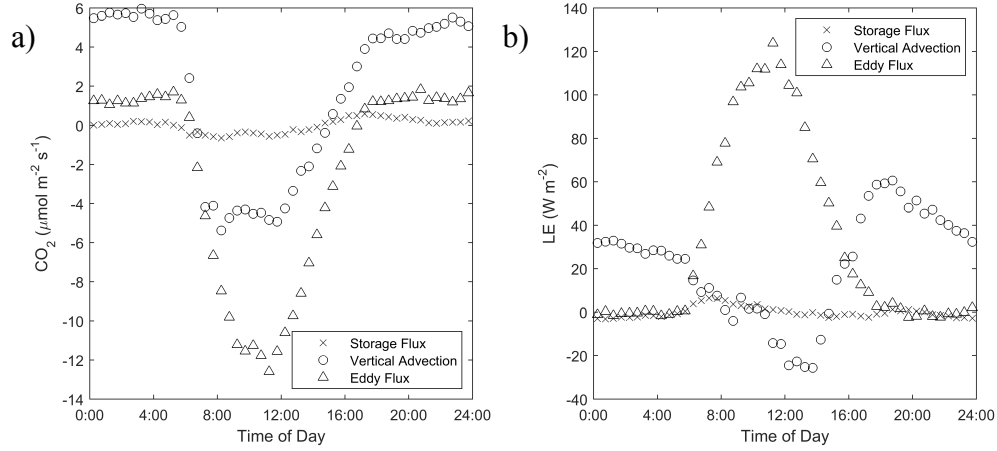 a)
6
4
2
0
-2
-4
-6
-8
-10
-12
-14
CO2 (μmol m-2 s-1)
Storage Flux
Vertical Advection
Eddy Flux
0:00 4:00 8:00 12:00 16:00 20:00 24:00
Time of Day
b)
140
120
100
80
60
40
20
0
-20
-40
LE (W m-2)
Storage Flux
Vertical Advection
Eddy Flux
0:00 4:00 8:00 12:00 16:00 20:00 24:00
Time of Day